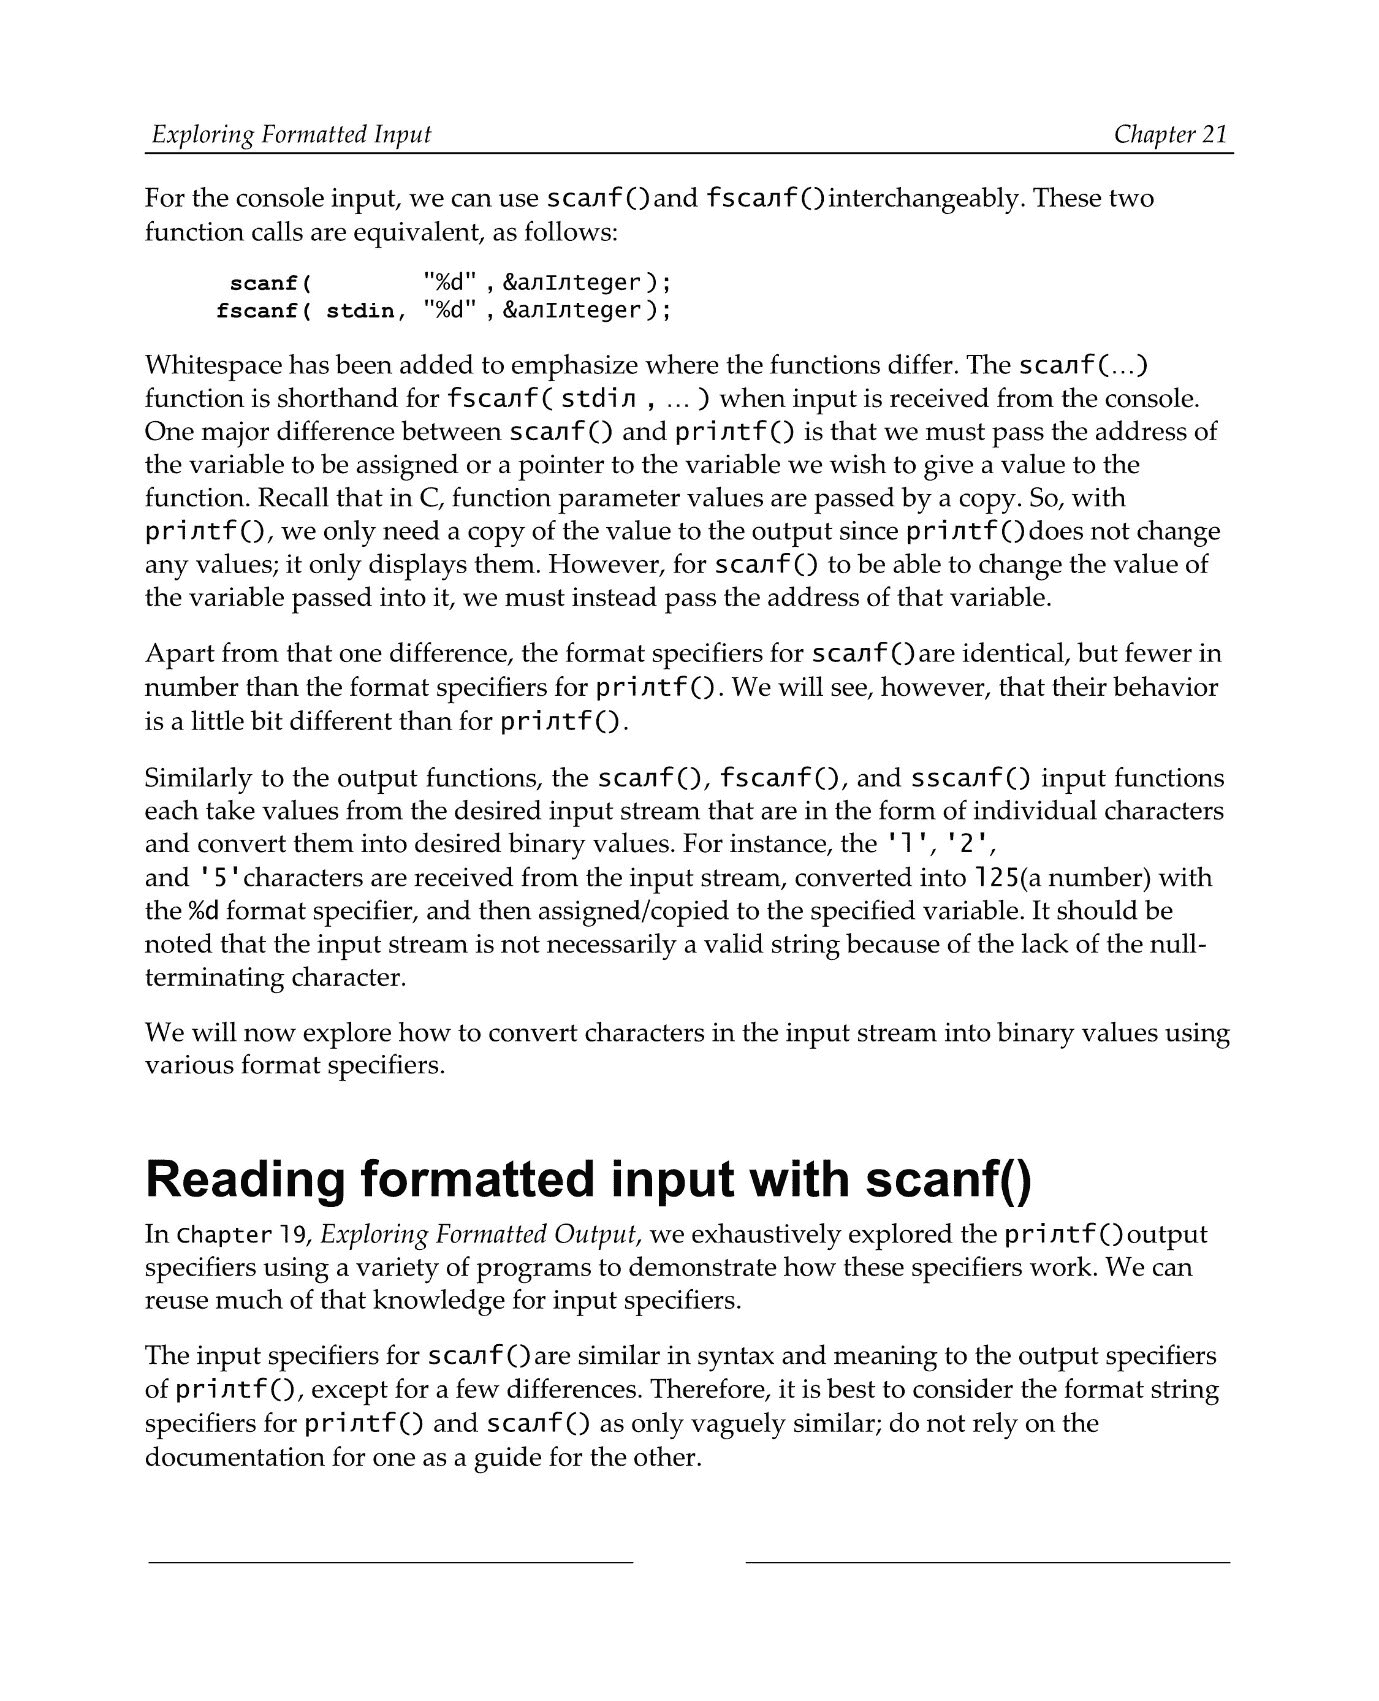 Exploring Formatted Input Chapter 21
For the console input, we can use scaлf()and fscaлf()interchangeably. These two
function calls are equivalent, as follows:
scanf( "%d" , &aлIлteger);
fscanf( stdin, "%d" , &aлIлteger);
Whitespace has been added to emphasize where the functions differ. The scaлf(…)
function is shorthand for fscaлf( stdiл , … ) when input is received from the console.
One major difference between scaлf() and priлtf() is that we must pass the address of
the variable to be assigned or a pointer to the variable we wish to give a value to the
function. Recall that in C, function parameter values are passed by a copy. So, with
priлtf(), we only need a copy of the value to the output since priлtf()does not change
any values; it only displays them. However, for scaлf() to be able to change the value of
the variable passed into it, we must instead pass the address of that variable.
Apart from that one difference, the format specifiers for scaлf()are identical, but fewer in
number than the format specifiers for priлtf(). We will see, however, that their behavior
is a little bit different than for priлtf().
Similarly to the output functions, the scaлf(), fscaлf(), and sscaлf() input functions
each take values from the desired input stream that are in the form of individual characters
and convert them into desired binary values. For instance, the '1', '2',
and '5'characters are received from the input stream, converted into 125(a number) with
the %d format specifier, and then assigned/copied to the specified variable. It should be
noted that the input stream is not necessarily a valid string because of the lack of the null-
terminating character.
We will now explore how to convert characters in the input stream into binary values using
various format specifiers.
Reading formatted input with scanf()
In Chapter 19, Exploring Formatted Output, we exhaustively explored the priлtf()output
specifiers using a variety of programs to demonstrate how these specifiers work. We can
reuse much of that knowledge for input specifiers.
The input specifiers for scaлf()are similar in syntax and meaning to the output specifiers
of priлtf(), except for a few differences. Therefore, it is best to consider the format string
specifiers for priлtf() and scaлf() as only vaguely similar; do not rely on the
documentation for one as a guide for the other.